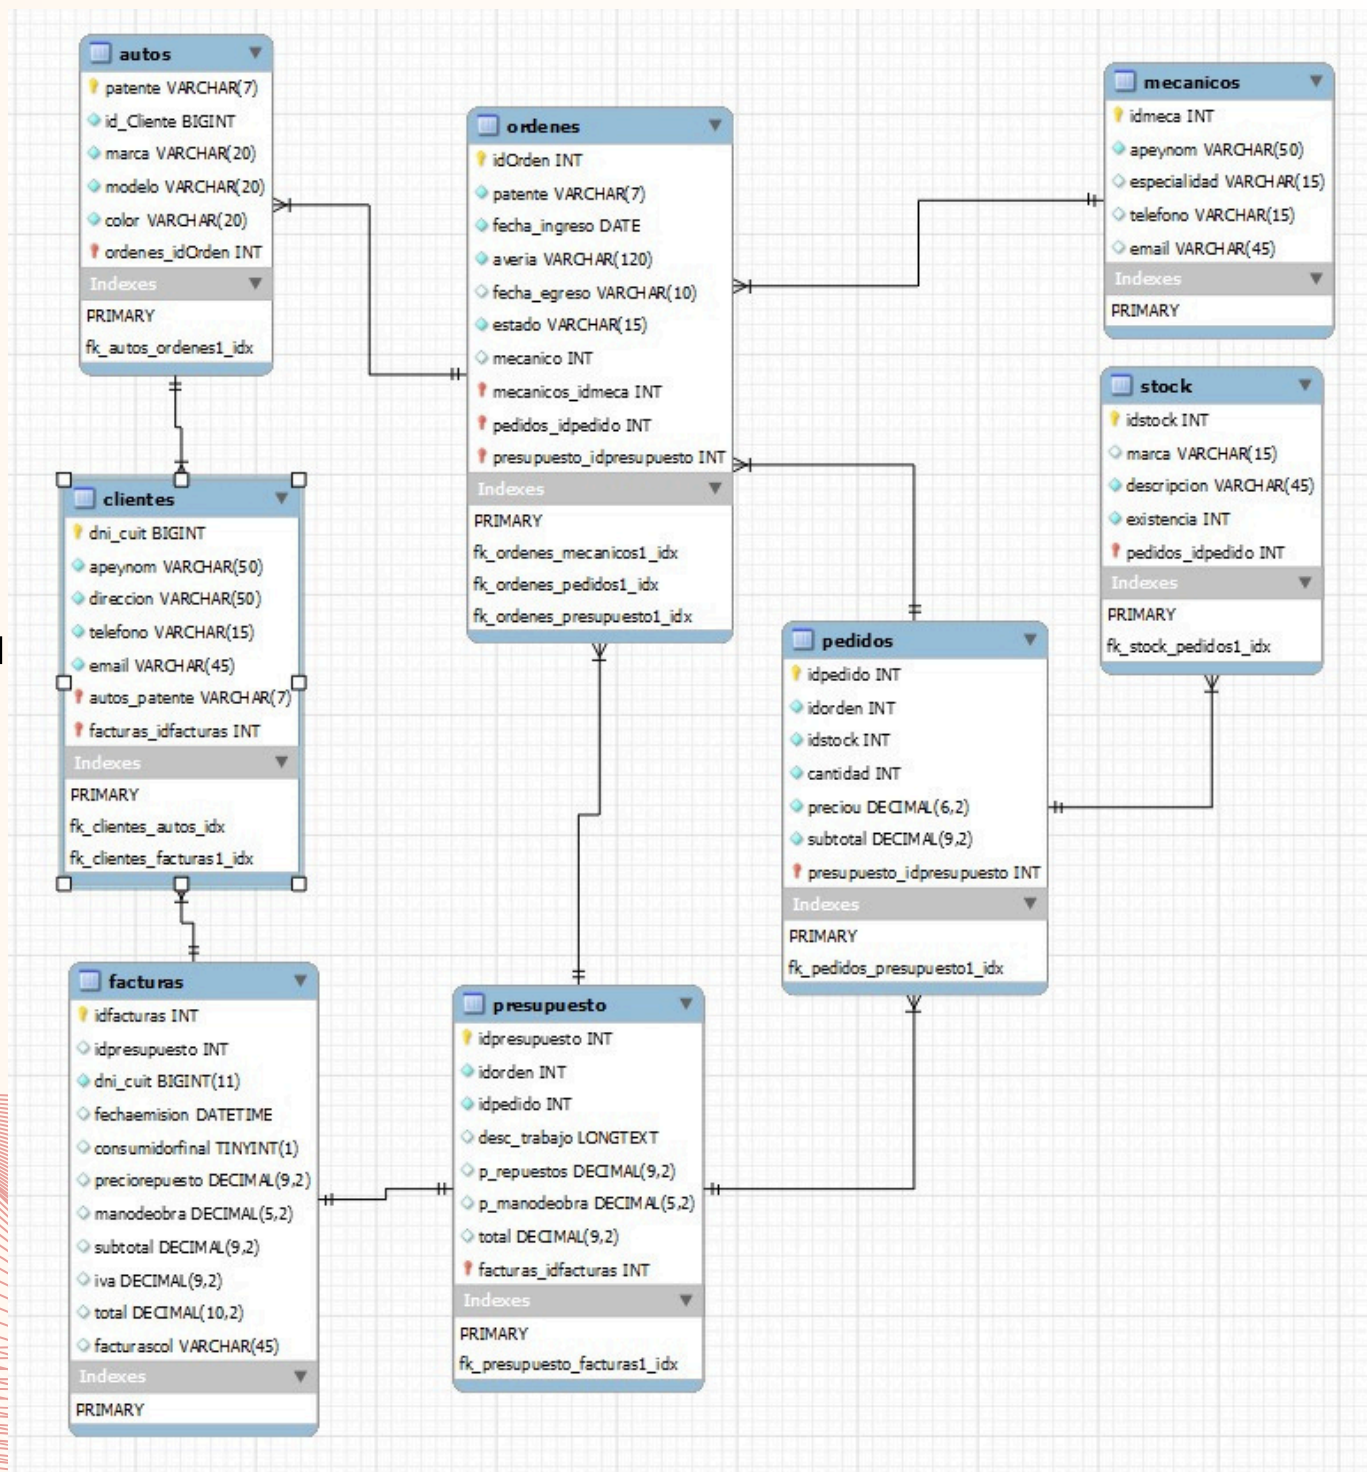 autos
patente VARCHAR(7)
id_Cliente BIGINT
marca VARCHAR(20)
modelo VARCHAR(20)
color VARCHAR(20)
ordenes_idOrden INT
Indexes
PRIMARY
fk_autos_ordenes1_idx
clientes
dni_cuit BIGINT
apeynom VARCHAR(50)
direccion VARCHAR(50)
telefono VARCHAR(15)
email VARCHAR(45)
autos_patente VARCHAR(7)
facturas_idfacturas INT
Indexes
PRIMARY
fk_clientes_autos_idx
fk_clientes_facturas1_idx
facturas
idfacturas INT
idpresupuesto INT
dni_cuit BIGINT(11)
fechaemision DATETIME
consumidorfinal TINYINT(1)
preciorepuesto DECIMAL(9,2)
manodeobra DECIMAL(5,2)
subtotal DECIMAL(9,2)
iva DECIMAL(9,2)
total DECIMAL(10,2)
facturascol VARCHAR(45)
Indexes
PRIMARY
ordenes
idOrden INT
patente VARCHAR(7)
fecha_ingreso DATE
averia VARCHAR(120)
fecha_egreso VARCHAR(10)
estado VARCHAR(15)
mecanico INT
mecanicos_idmeca INT
pedidos_idpedido INT
presupuesto_idpresupuesto INT
Indexes
PRIMARY
fk_ordenes_mecanicos1_idx
fk_ordenes_pedidos1_idx
fk_ordenes_presupuesto1_idx
presupuesto
idpresupuesto INT
idorden INT
idpedido INT
desc_trabajo LONGTEXT
p_repuestos DECIMAL(9,2)
p_manodeobra DECIMAL(5,2)
total DECIMAL(9,2)
facturas_idfacturas INT
Indexes
PRIMARY
fk_presupuesto_facturas1_idx
pedidos
idpedido INT
idorden INT
idstock INT
cantidad INT
preciou DECIMAL(6,2)
subtotal DECIMAL(9,2)
presupuesto_idpresupuesto INT
Indexes
PRIMARY
fk_pedidos_presupuesto1_idx
mecanicos
idmeca INT
apeynom VARCHAR(50)
especialidad VARCHAR(15)
telefono VARCHAR(15)
email VARCHAR(45)
Indexes
PRIMARY
stock
idstock INT
marca VARCHAR(15)
descripcion VARCHAR(45)
existencia INT
pedidos_idpedido INT
Indexes
PRIMARY
fk_stock_pedidos1_idx